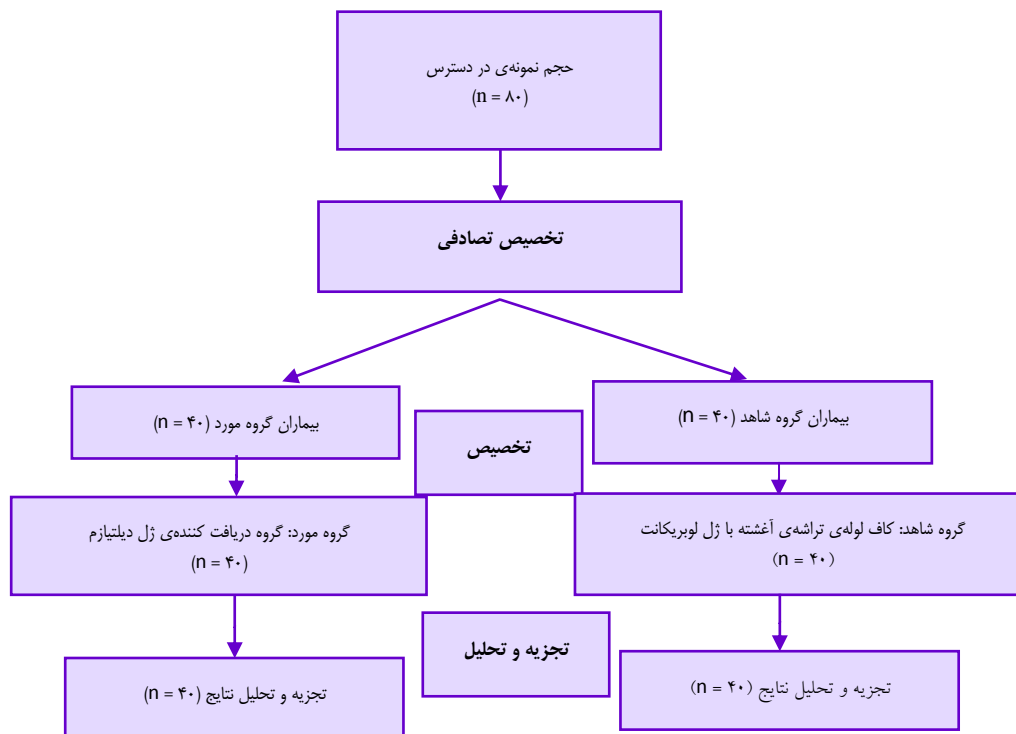 حجم نمونه‌ی در دسترس
(n = ۸۰)
تخصیص تصادفی
بیماران گروه شاهد (n = ۴۰)
بیماران گروه مورد (n = ۴۰)
تخصیص
گروه شاهد: کاف لوله‌ی تراشه‌ی آغشته با ژل لوبریکانت
(n = ۴۰)
گروه مورد: گروه دریافت کننده‌ی ژل دیلتیازم
(n = ۴۰)
تجزیه و تحلیل
تجزیه و تحلیل نتایج (n = ۴۰)
تجزیه و تحلیل نتایج (n = ۴۰)